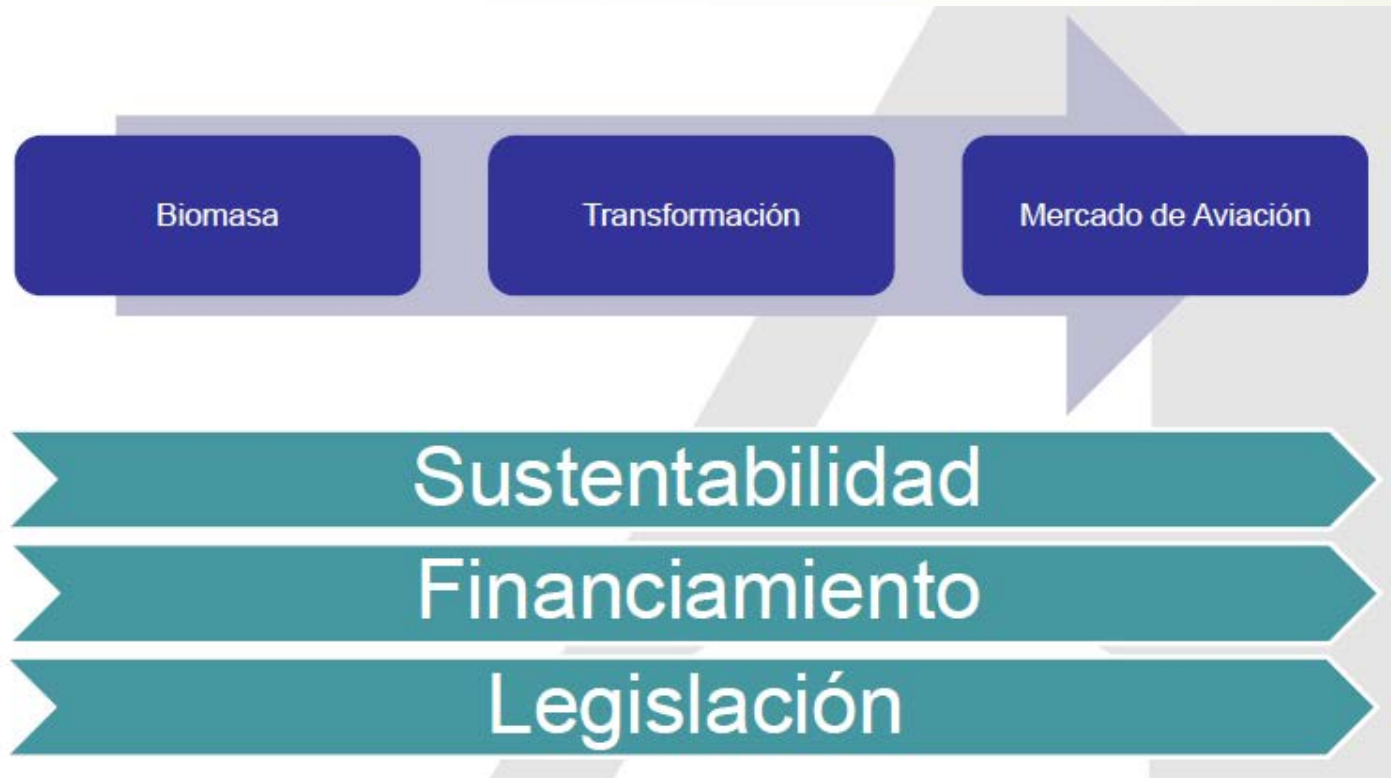 Biomasa
Transformación
Mercado de Aviación
Sustentabilidad
Financiamiento
Legislación